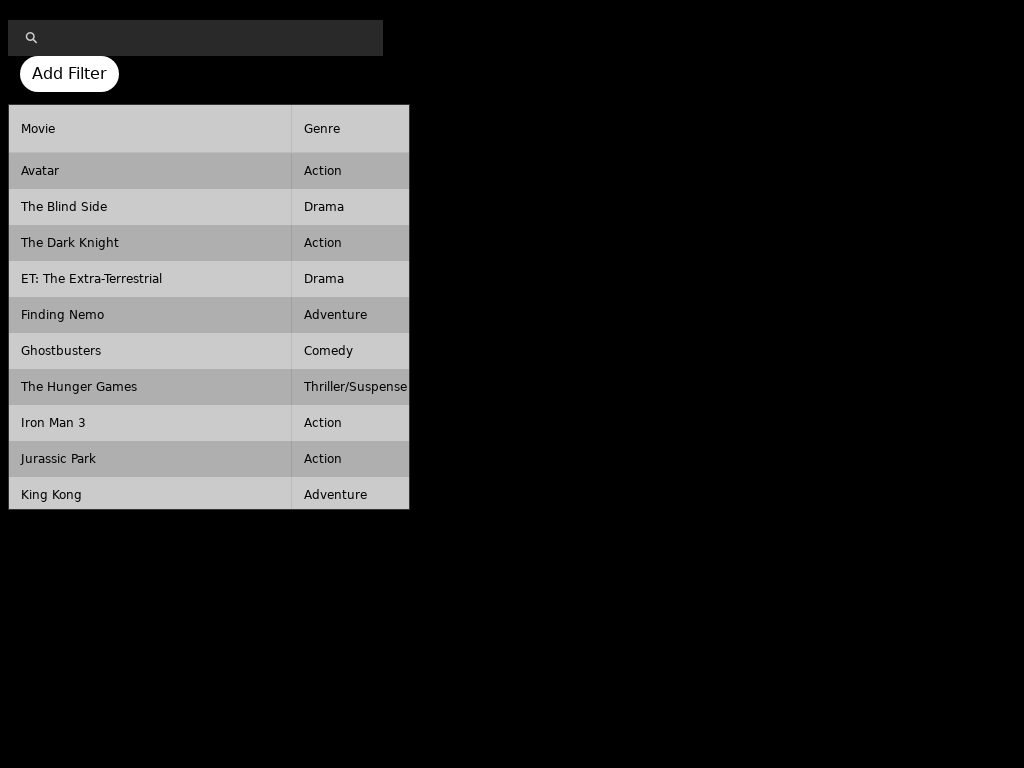 Add Filter
Movie Genre
Avatar Action
The Blind Side Drama
The Dark Knight Action
ET: The Extra-Terrestrial Drama
Finding Nemo Adventure
Ghostbusters Comedy
The Hunger Games Thriller/Suspense
Iron Man 3 Action
Jurassic Park Action
King Kong Adventure